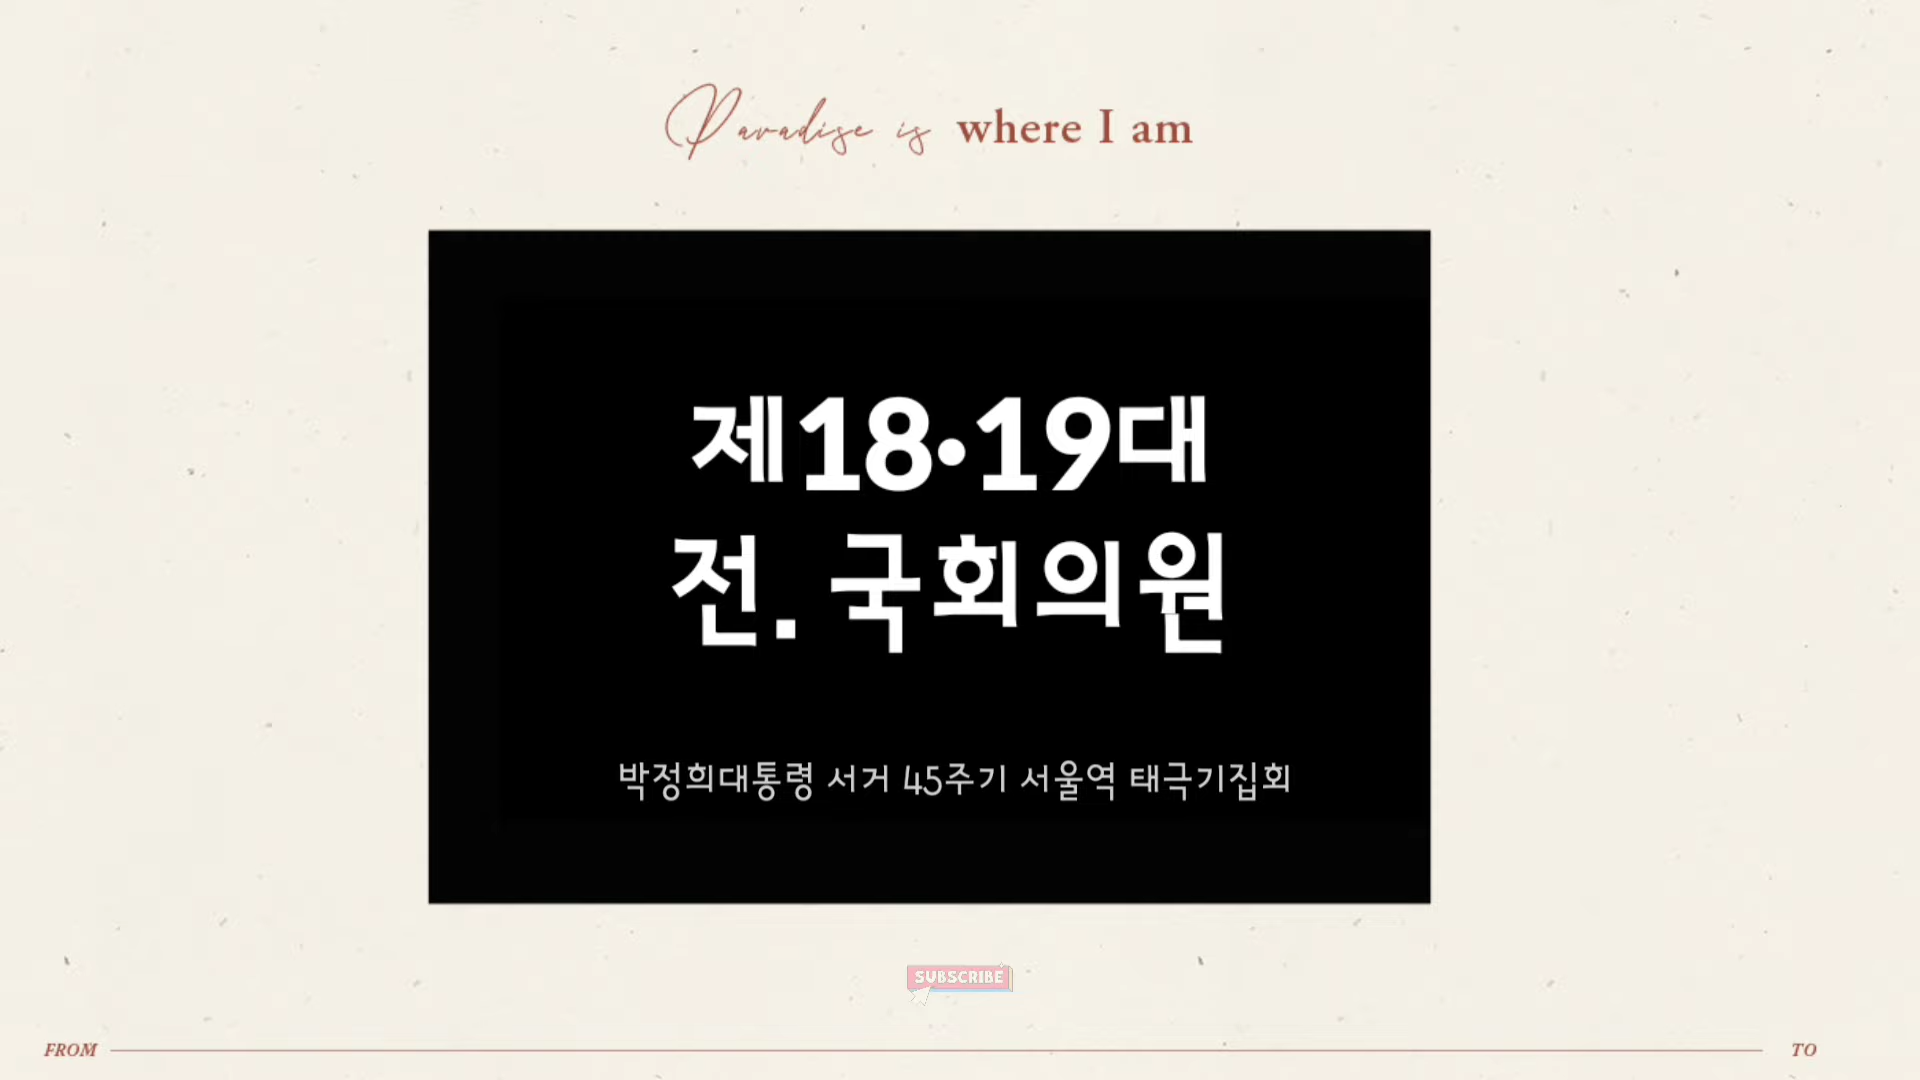 Paradise is where I am
제18•19대
전. 국회의원
박정희대통령 서거 45주기 서울역 태극기집회
SUBSCRIBE
FROM
TO